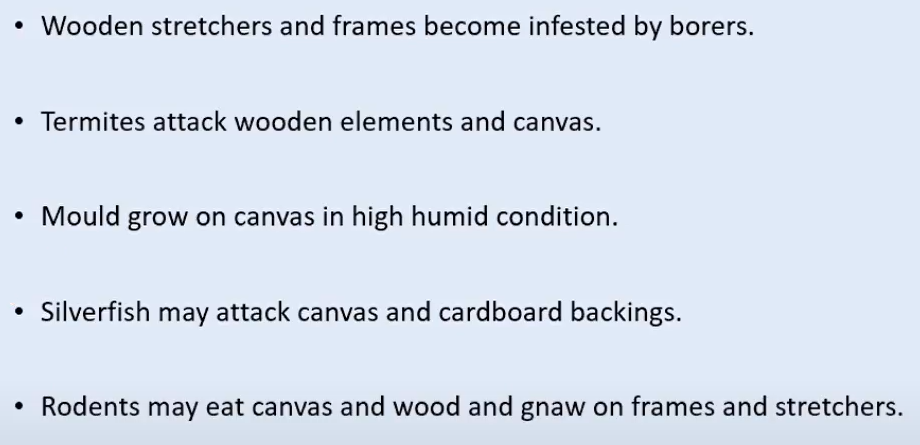 • Wooden stretchers and frames become infested by borers.
• Termites attack wooden elements and canvas.
• Mould grow on canvas in high humid condition.
• Silverfish may attack canvas and cardboard backings.
• Rodents may eat canvas and wood and gnaw on frames and stretchers.